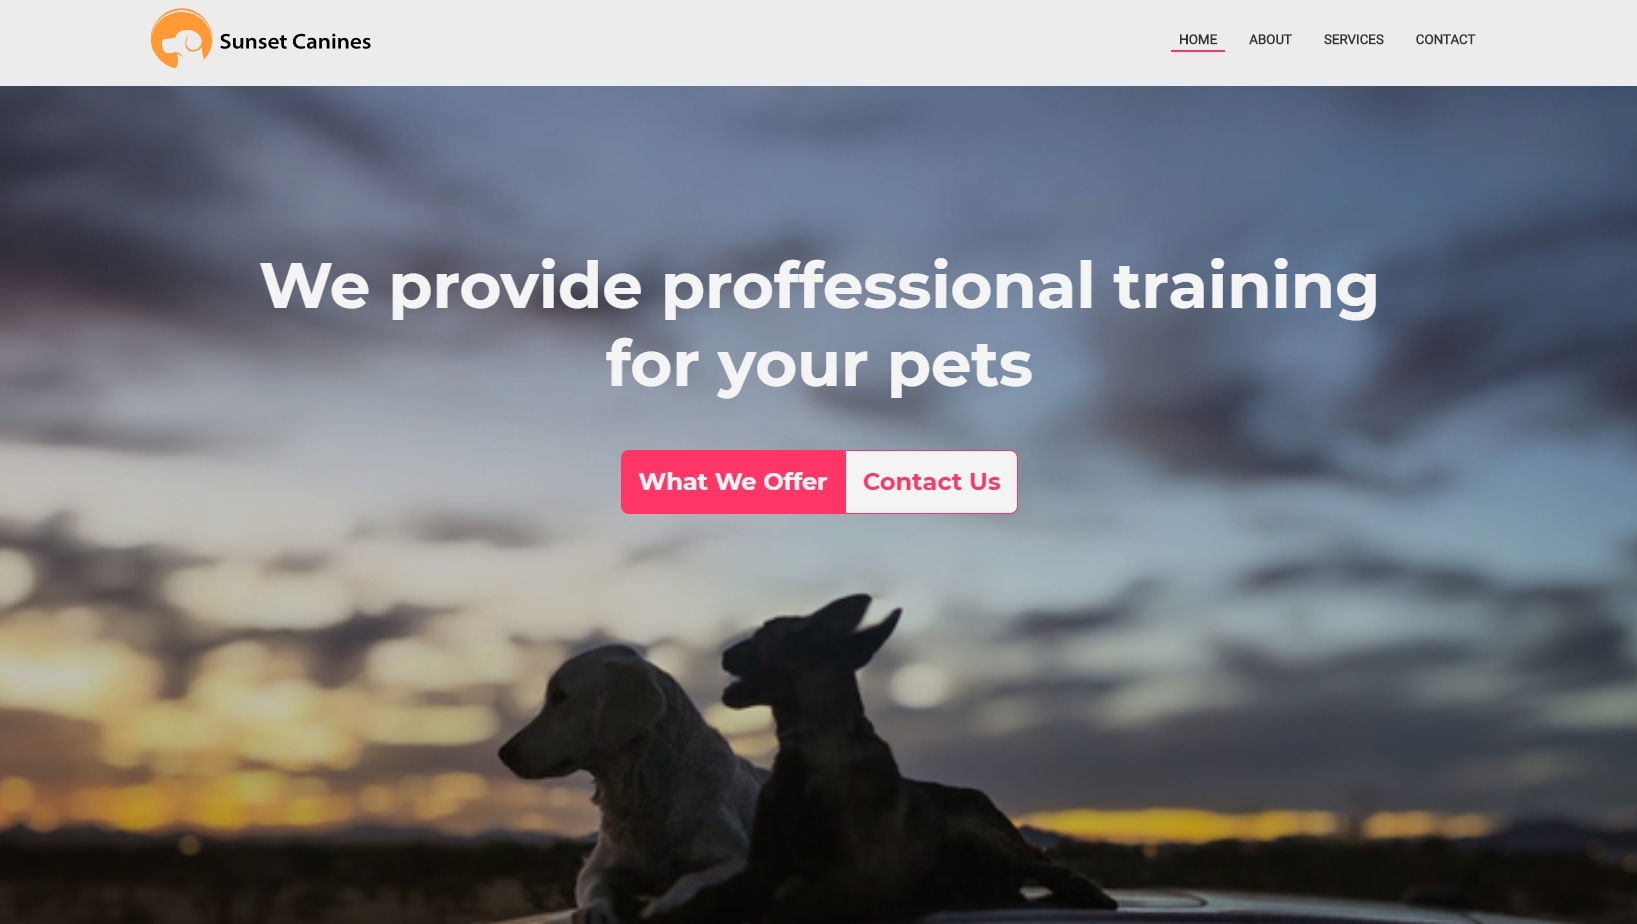 Sunset Canines
HOME ABOUT SERVICES CONTACT
We provide proffessional training
for your pets
What We Offer Contact Us